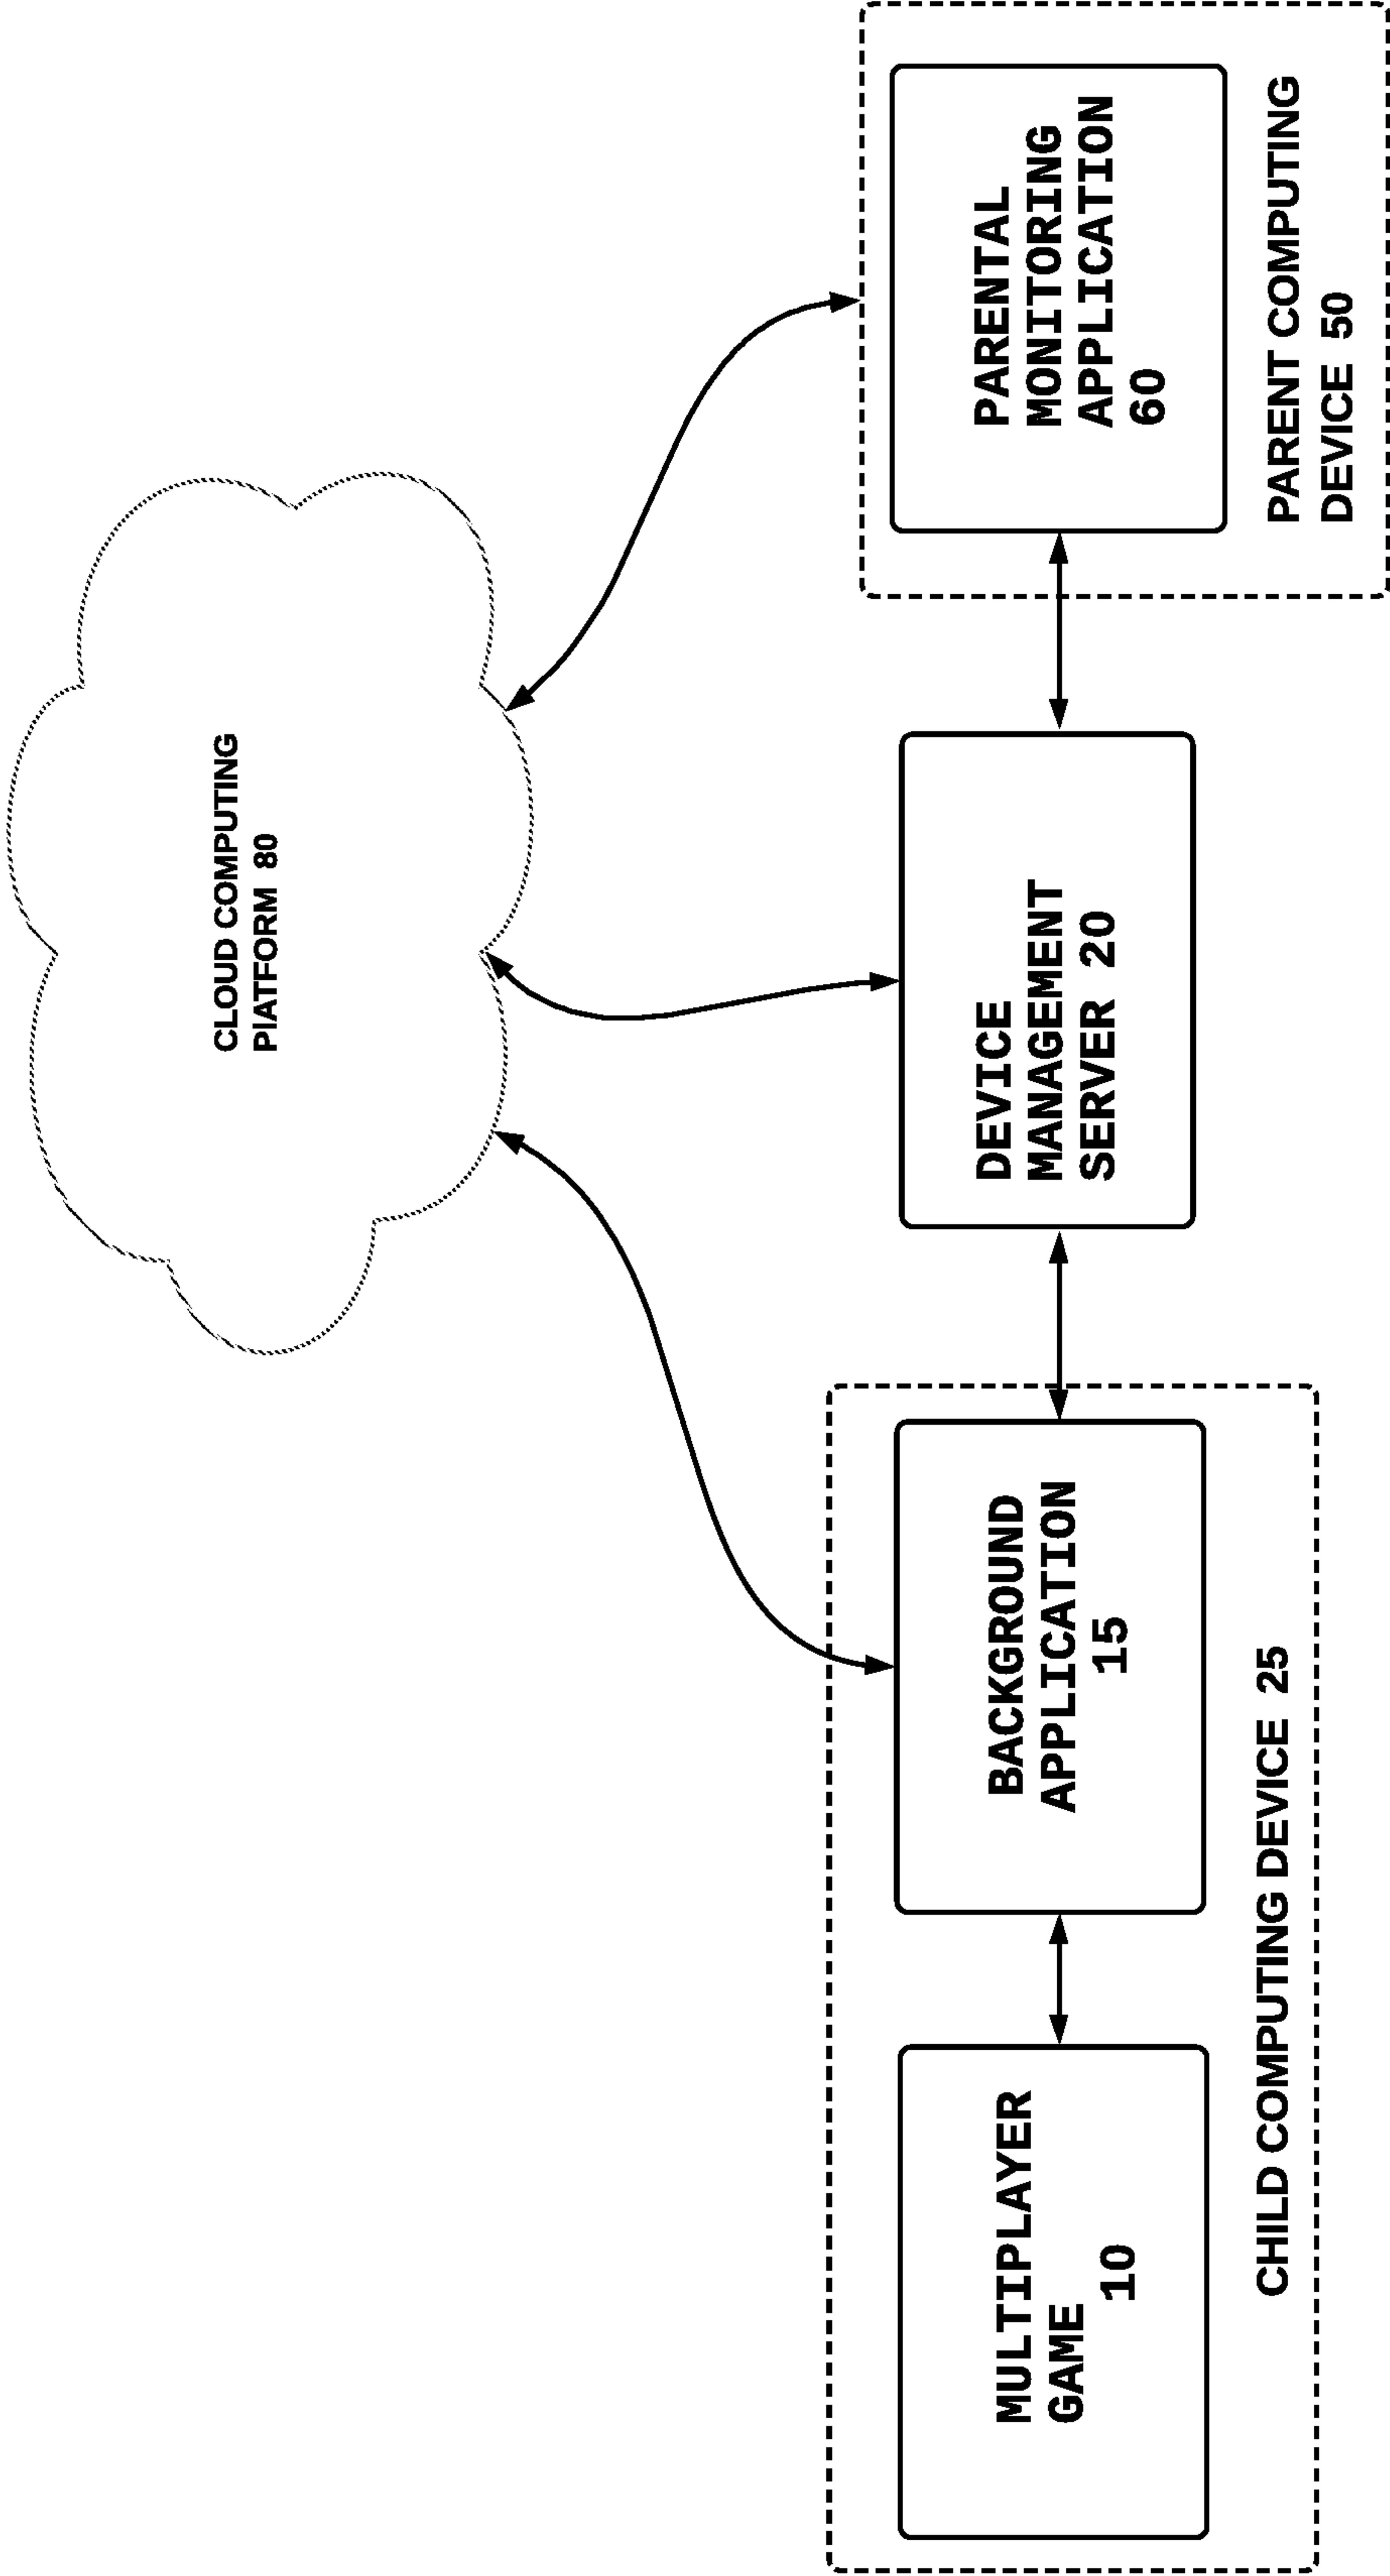 CLOUD COMPUTING
PIATFORM 80
MULTIPLAYER
GAME
10
BACKGROUND
APPLICATION
15
CHILD COMPUTING DEVICE 25
DEVICE
MANAGEMENT
SERVER 20
PARENTAL
MONITORING
APPLICATION
60
PARENT COMPUTING
DEVICE 50